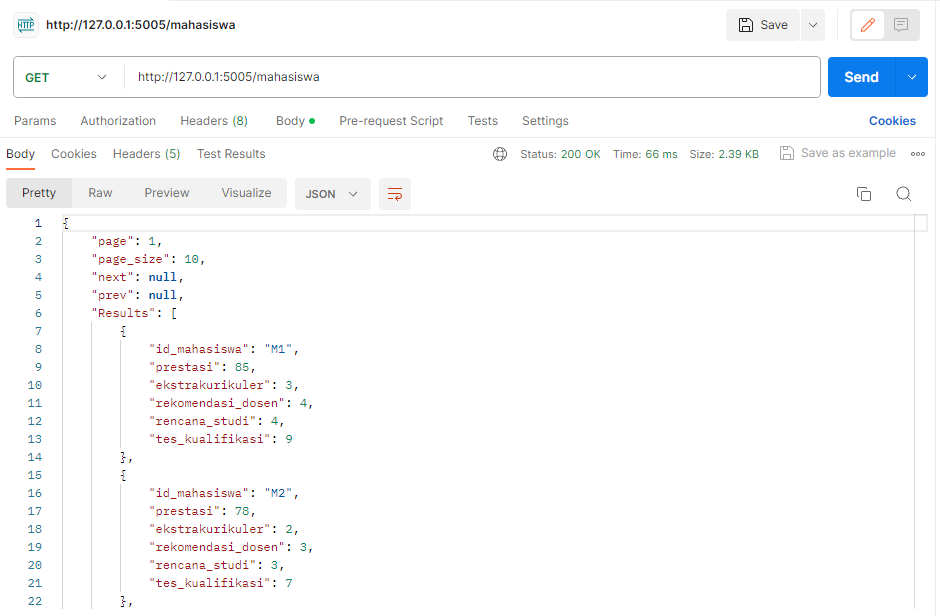 HTTP http://127.0.0.1:5005/mahasiswa Save
GET http://127.0.0.1:5005/mahasiswa Send
Params Authorization Headers (8) Body Pre-request Script Tests Settings Cookies
Body Cookies Headers (5) Test Results Status: 200 OK Time: 66 ms Size: 2.39 KB Save as example
Pretty Raw Preview Visualize JSON
1 {
2 "page": 1,
3 "page_size": 10,
4 "next": null,
5 "prev": null,
6 "Results": [
7 {
8 "id_mahasiswa": "M1",
9 "prestasi": 85,
10 "ekstrakurikuler": 3,
11 "rekomendasi_dosen": 4,
12 "rencana_studi": 4,
13 "tes_kualifikasi": 9
14 },
15 {
16 "id_mahasiswa": "M2",
17 "prestasi": 78,
18 "ekstrakurikuler": 2,
19 "rekomendasi_dosen": 3,
20 "rencana_studi": 3,
21 "tes_kualifikasi": 7
22 },